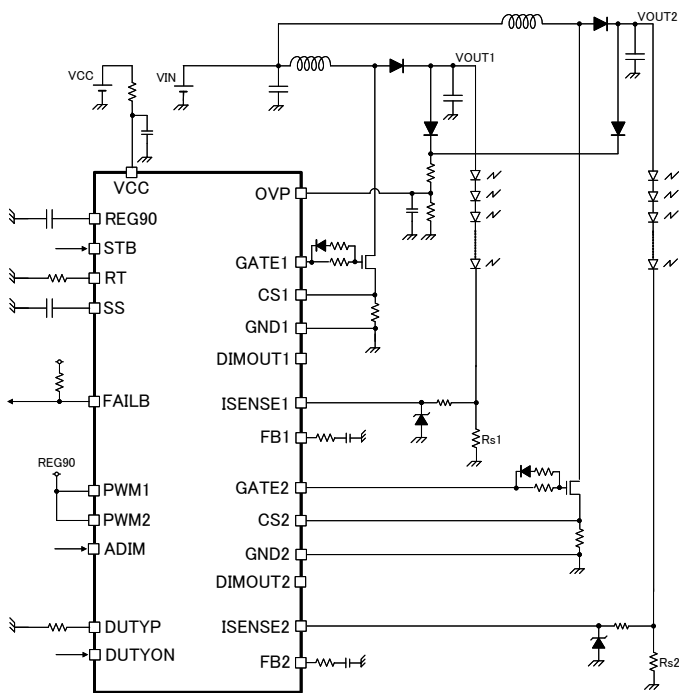 VOUT2
VOUT1
VCC
VIN
VCC
OVP
REG90
STB
GATE1
RT
CS1
SS
GND1
DIMOUT1
FAILB
ISENSE1
FB1
Rs1
REG90
PWM1
GATE2
PWM2
CS2
ADIM
GND2
DIMOUT2
DUTYP
ISENSE2
DUTYON
FB2
Rs2